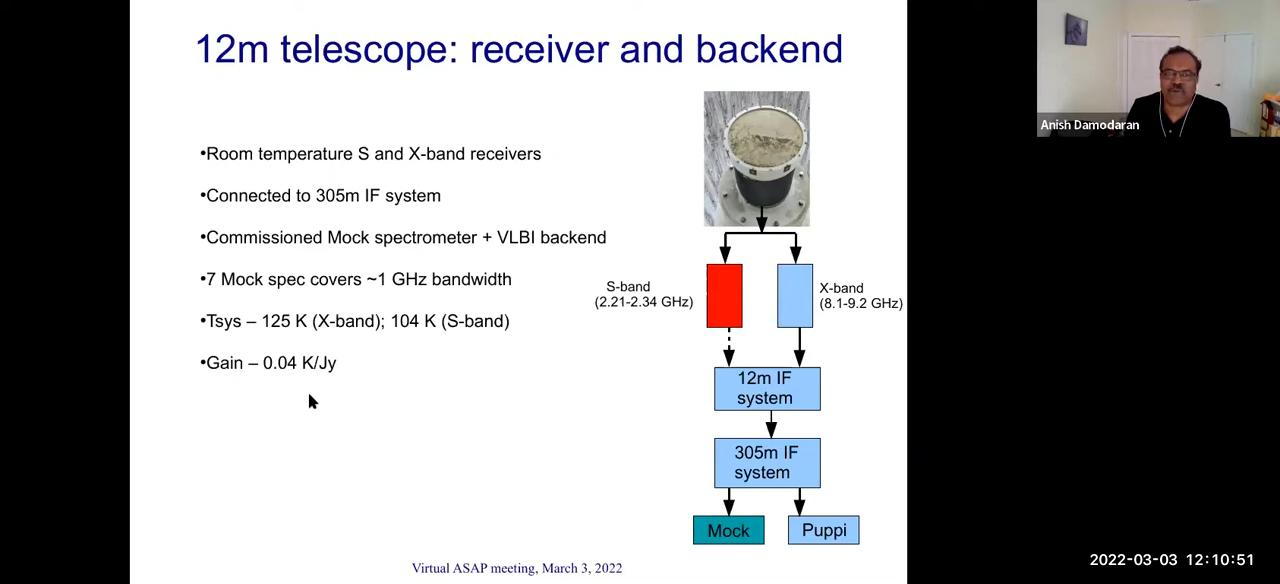 12m telescope: receiver and backend
Anish Damodaran
•Room temperature S and X-band receivers
•Connected to 305m IF system
•Commissioned Mock spectrometer + VLBI backend
•7 Mock spec covers ~1 GHz bandwidth
•Tsys – 125 K (X-band); 104 K (S-band)
•Gain – 0.04 K/Jy
S-band
(2.21-2.34 GHz)
X-band
(8.1-9.2 GHz)
12m IF
system
305m IF
system
Mock
Puppi
Virtual ASAP meeting, March 3, 2022
2022-03-03 12:10:51